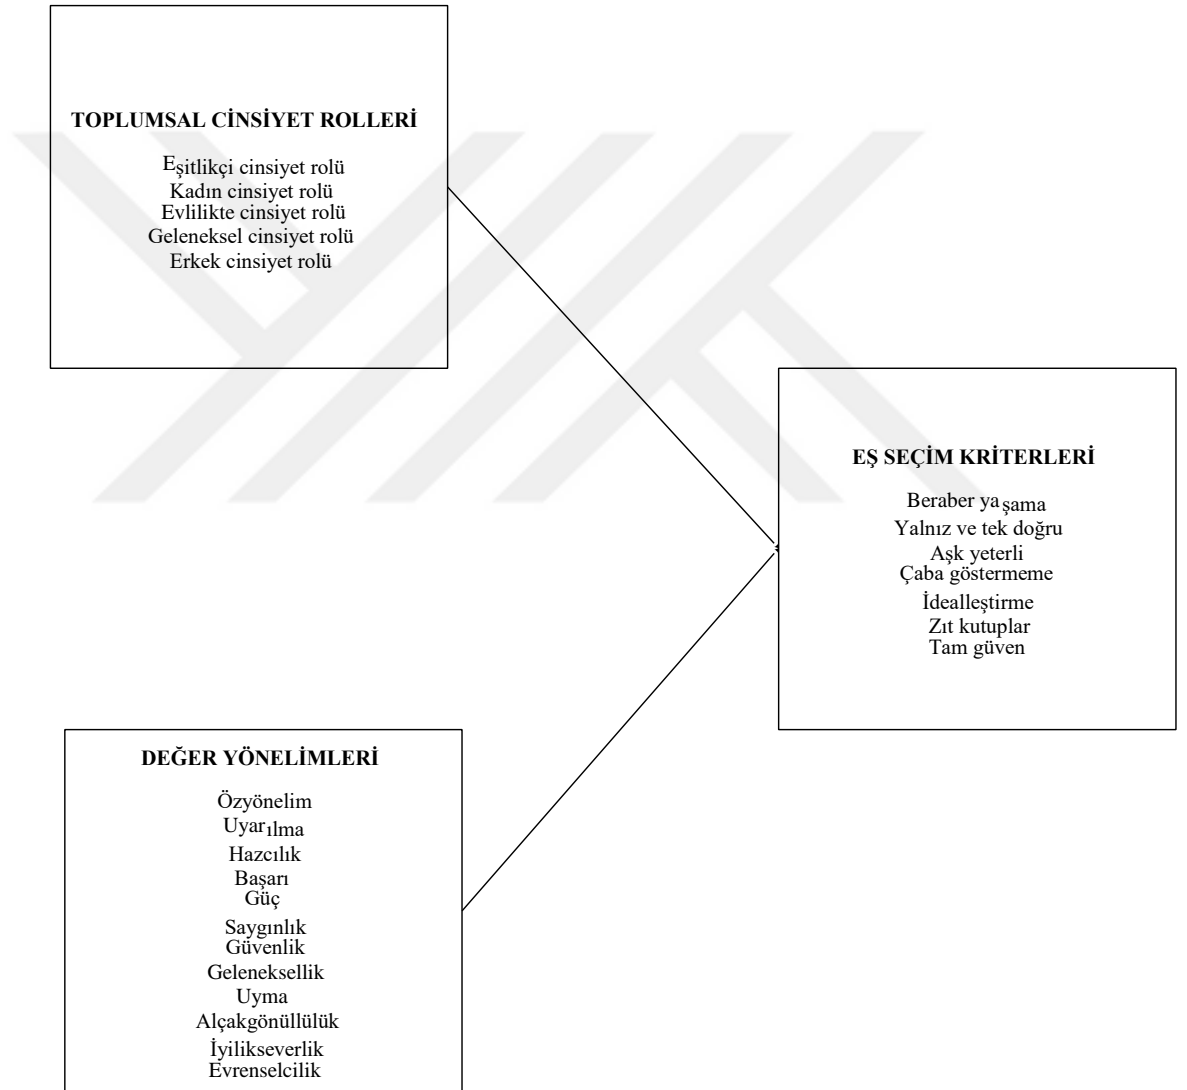 TOPLUMSAL CİNSİYET ROLLERİ
Eşitlikçi cinsiyet rolü
Kadın cinsiyet rolü
Evlilikte cinsiyet rolü
Geleneksel cinsiyet rolü
Erkek cinsiyet rolü
EŞ SEÇİM KRİTERLERİ
Beraber yaşama
Yalnız ve tek doğru
Aşk yeterli
Çaba göstermeme
İdealleştirme
Zıt kutuplar
Tam güven
DEĞER YÖNELİMLERİ
Özyönelim
Uyarılma
Hazcılık
Başarı
Güç
Saygınlık
Güvenlik
Geleneksellik
Uyma
Alçakgönüllülük
İyilikseverlik
Evrenselcilik